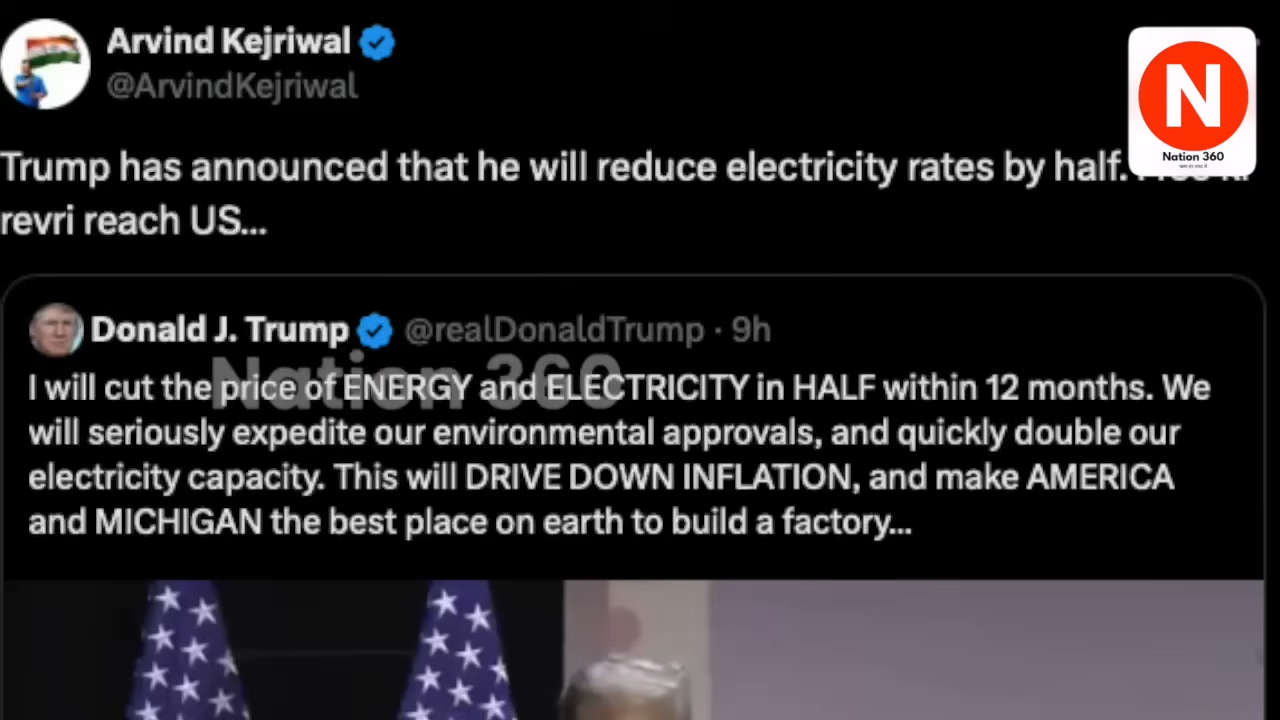 Arvind Kejriwal
@ArvindKejriwal
N
Nation 360
Trump has announced that he will reduce electricity rates by half.
revri reach US...
Donald J. Trump @realDonaldTrump · 9h
Nation 360
I will cut the price of ENERGY and ELECTRICITY in HALF within 12 months. We
will seriously expedite our environmental approvals, and quickly double our
electricity capacity. This will DRIVE DOWN INFLATION, and make AMERICA
and MICHIGAN the best place on earth to build a factory...